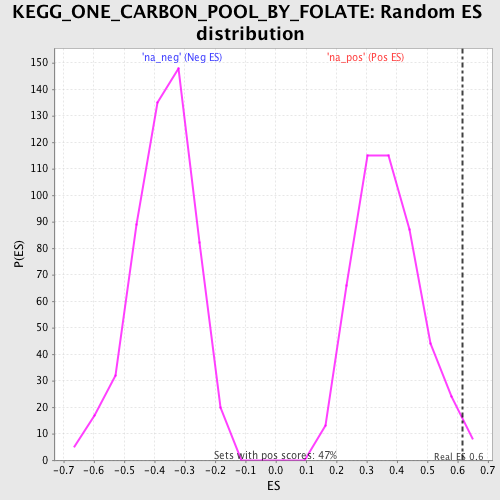 KEGG_ONE_CARBON_POOL_BY_FOLATE: Random ES
distribution
'na_neg' (Neg ES)
'na_pos' (Pos ES)
150
140
130
120
110
100
90
80
70
60
50
40
30
20
10
0
P(ES)
Sets with pos scores: 47%
Real ES 0.6
-0.7 -0.6 -0.5 -0.4 -0.3 -0.2 -0.1 0.0 0.1 0.2 0.3 0.4 0.5 0.6 0.7
ES